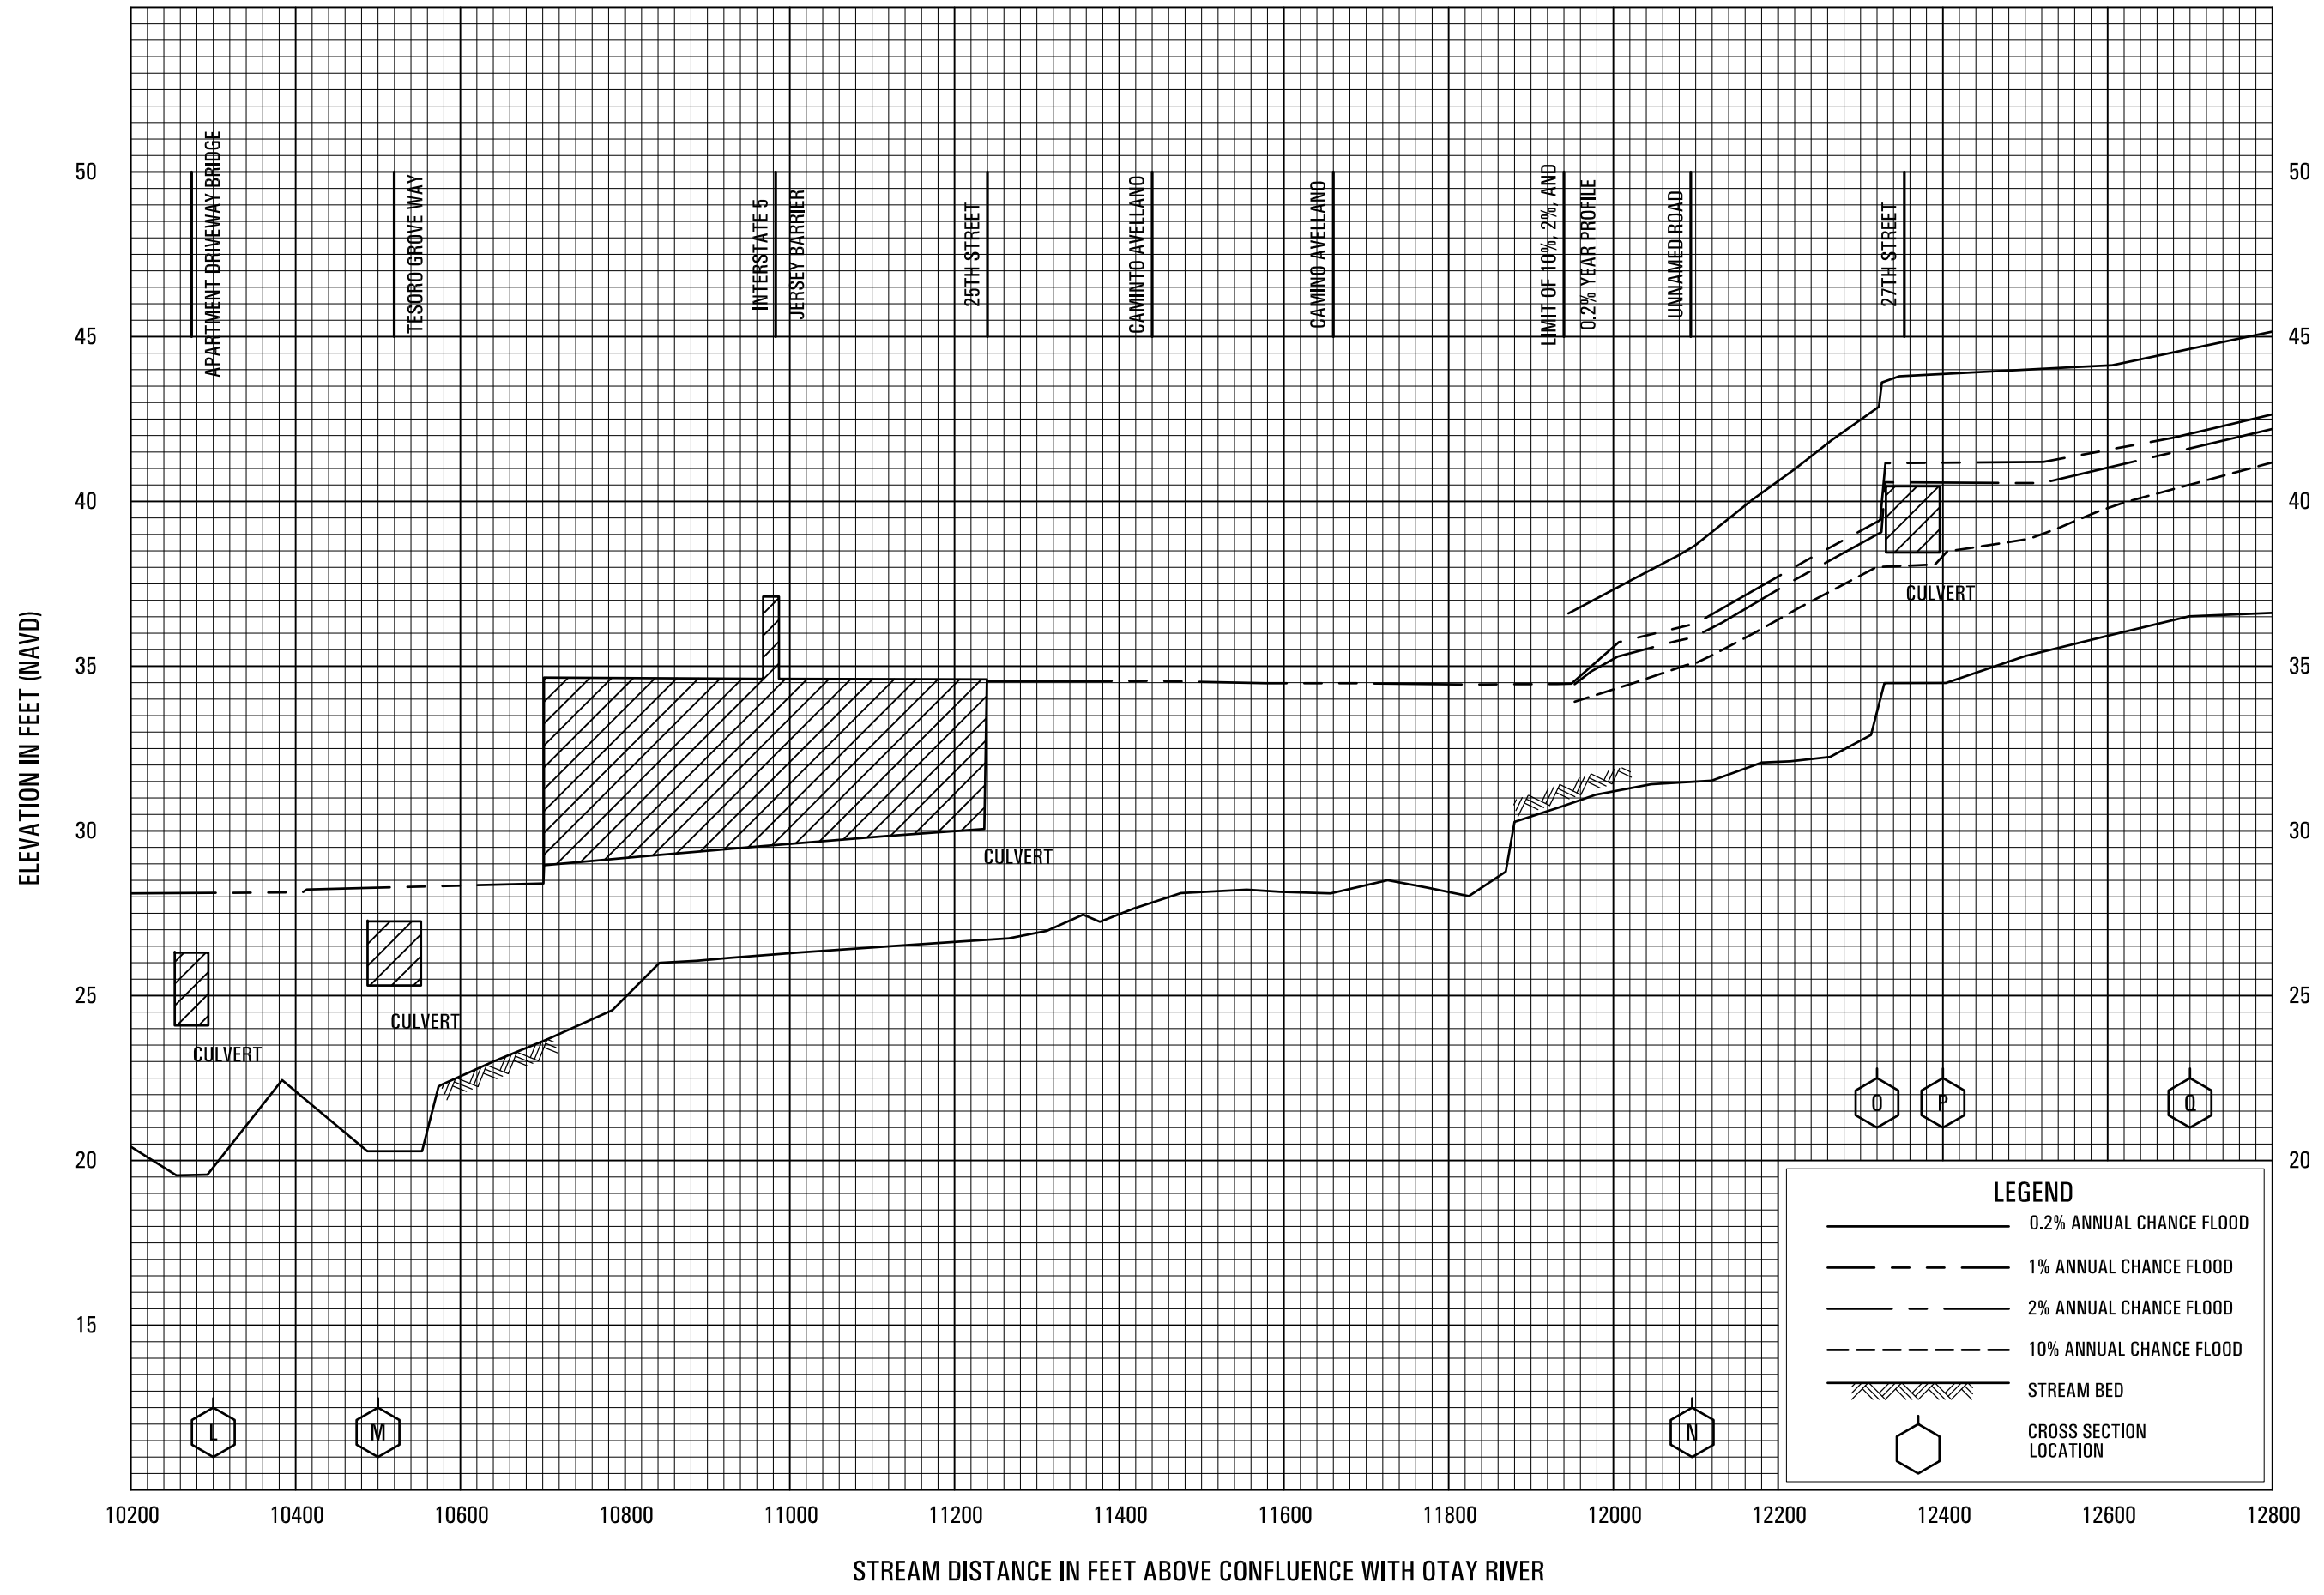 APARTMENT DRIVEWAY BRIDGE
TESORO GROVE WAY
INTERSTATE 5
JERSEY BARRIER
25TH STREET
CAMINTO AVELLANO
CAMINO AVELLANO
LIMIT OF 10%, 2%, AND
0.2% YEAR PROFILE
UNNAMED ROAD
27TH STREET
50
45
40
35
30
25
20
15
50
45
40
35
30
25
20
ELEVATION IN FEET (NAVD)
CULVERT
CULVERT
CULVERT
CULVERT
L
M
N
O
P
Q
LEGEND
0.2% ANNUAL CHANCE FLOOD
1% ANNUAL CHANCE FLOOD
2% ANNUAL CHANCE FLOOD
10% ANNUAL CHANCE FLOOD
STREAM BED
CROSS SECTION
LOCATION
10200 10400 10600 10800 11000 11200 11400 11600 11800 12000 12200 12400 12600 12800
STREAM DISTANCE IN FEET ABOVE CONFLUENCE WITH OTAY RIVER